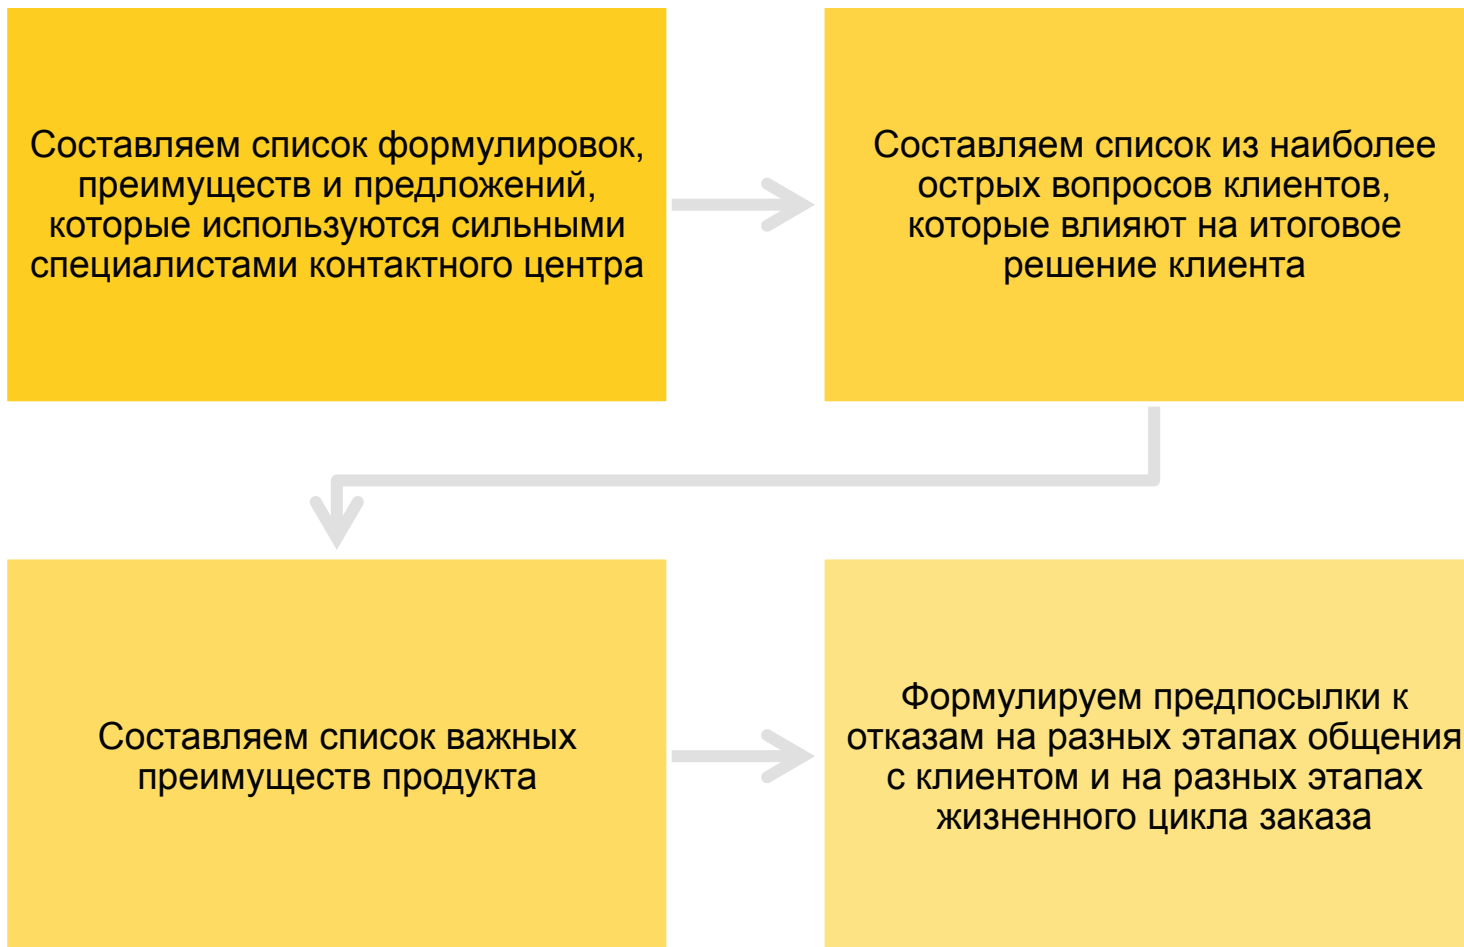 Составляем список формулировок,
преимуществ и предложений,
которые используются сильными
специалистами контактного центра
Составляем список из наиболее
острых вопросов клиентов,
которые влияют на итоговое
решение клиента
Составляем список важных
преимуществ продукта
Формулируем предпосылки к
отказам на разных этапах общения
с клиентом и на разных этапах
жизненного цикла заказа